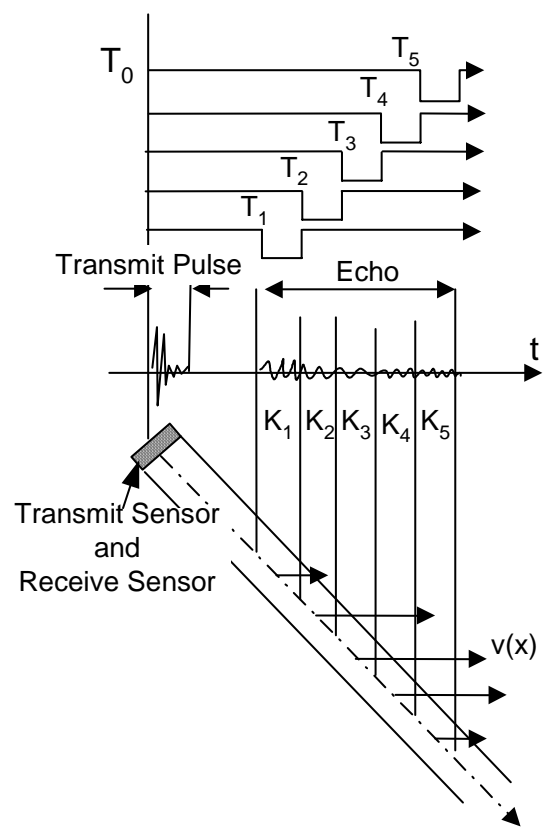 T₅
T₀
T₄
T₃
T₂
T₁
Transmit Pulse
Echo
t
K₁ K₂ K₃ K₄ K₅
Transmit Sensor
and
Receive Sensor
v(x)